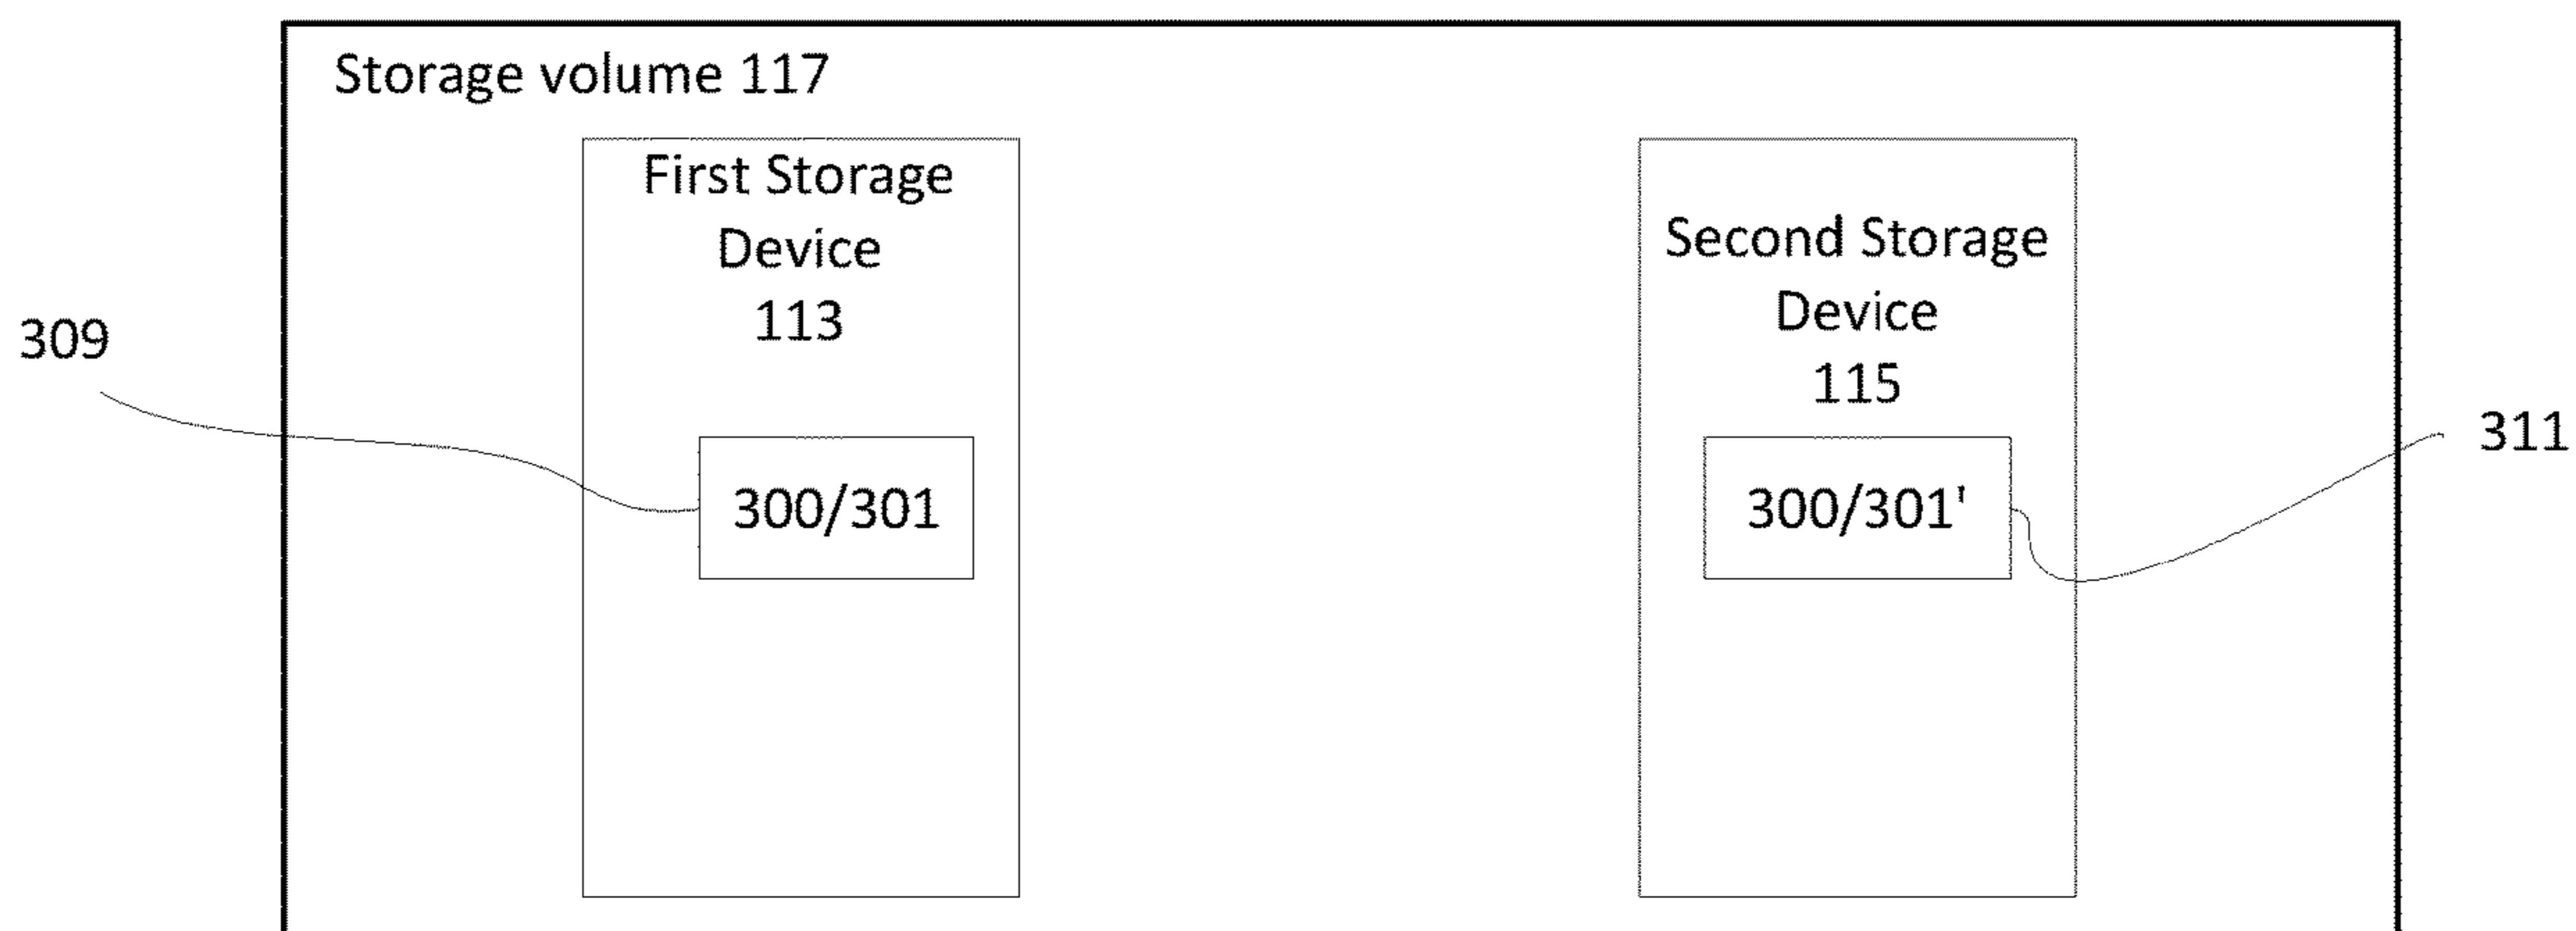 Storage volume 117
First Storage
Device
113
Second Storage
Device
115
309
311
300/301
300/301'